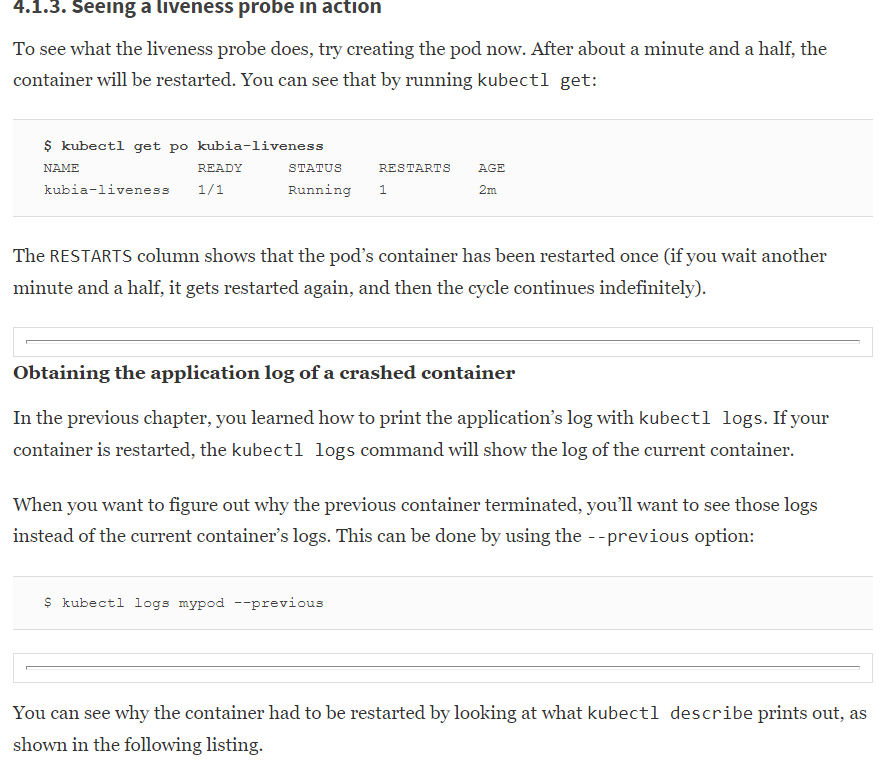 4.1.3. Seeing a liveness probe in action
To see what the liveness probe does, try creating the pod now. After about a minute and a half, the
container will be restarted. You can see that by running kubectl get:
$ kubectl get po kubia-liveness
NAME READY STATUS RESTARTS AGE
kubia-liveness 1/1 Running 1 2m
The RESTARTS column shows that the pod’s container has been restarted once (if you wait another
minute and a half, it gets restarted again, and then the cycle continues indefinitely).
Obtaining the application log of a crashed container
In the previous chapter, you learned how to print the application’s log with kubectl logs. If your
container is restarted, the kubectl logs command will show the log of the current container.
When you want to figure out why the previous container terminated, you’ll want to see those logs
instead of the current container’s logs. This can be done by using the --previous option:
$ kubectl logs mypod --previous
You can see why the container had to be restarted by looking at what kubectl describe prints out, as
shown in the following listing.